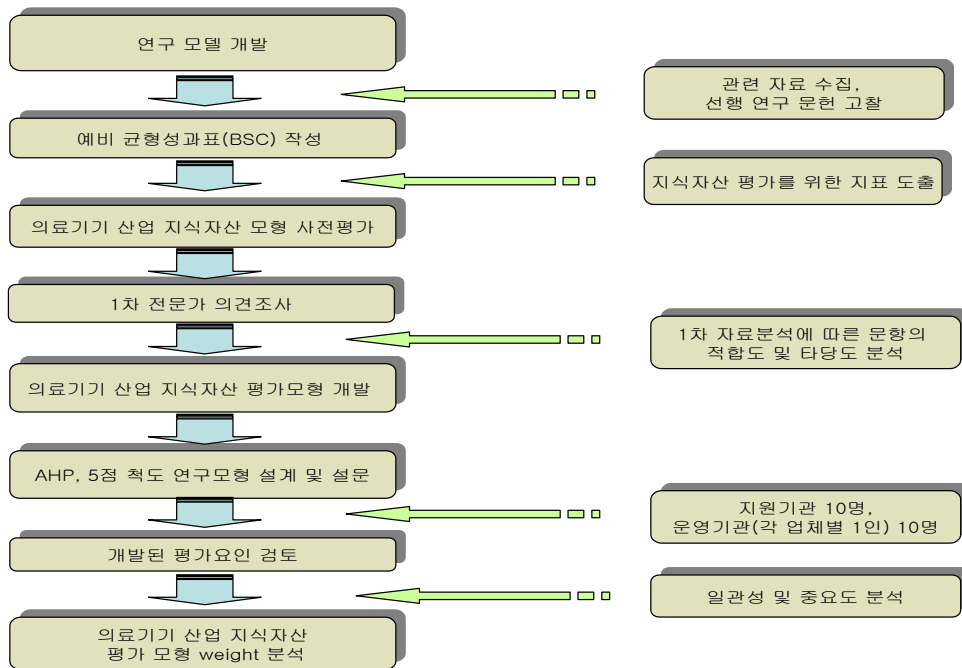 연구 모델 개발
관련 자료 수집,
선행 연구 문헌 고찰
예비 균형성과표(BSC) 작성
지식자산 평가를 위한 지표 도출
의료기기 산업 지식자산 모형 사전평가
1차 전문가 의견조사
1차 자료분석에 따른 문항의
적합도 및 타당도 분석
의료기기 산업 지식자산 평가모형 개발
AHP, 5점 척도 연구모형 설계 및 설문
지원기관 10명,
운영기관(각 업체별 1인) 10명
개발된 평가요인 검토
일관성 및 중요도 분석
의료기기 산업 지식자산
평가 모형 weight 분석